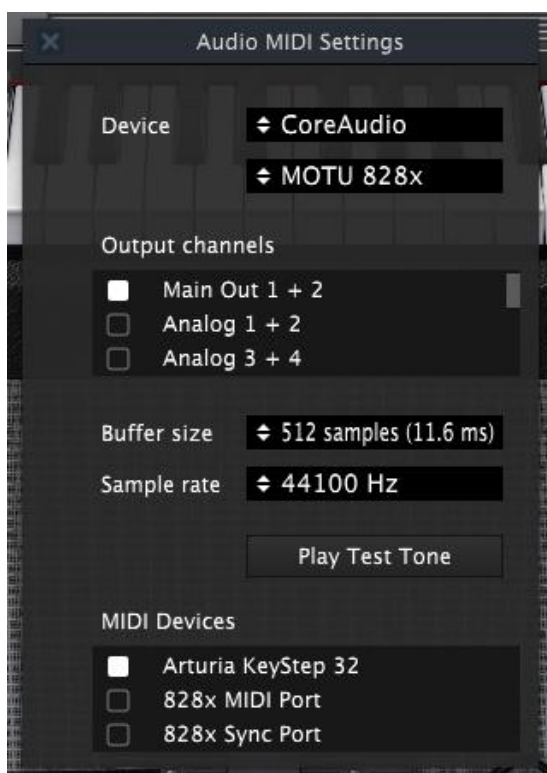 Audio MIDI Settings
Device CoreAudio
MOTU 828x
Output channels
Main Out 1 + 2
Analog 1 + 2
Analog 3 + 4
Buffer size 512 samples (11.6 ms)
Sample rate 44100 Hz
Play Test Tone
MIDI Devices
Arturia KeyStep 32
828x MIDI Port
828x Sync Port